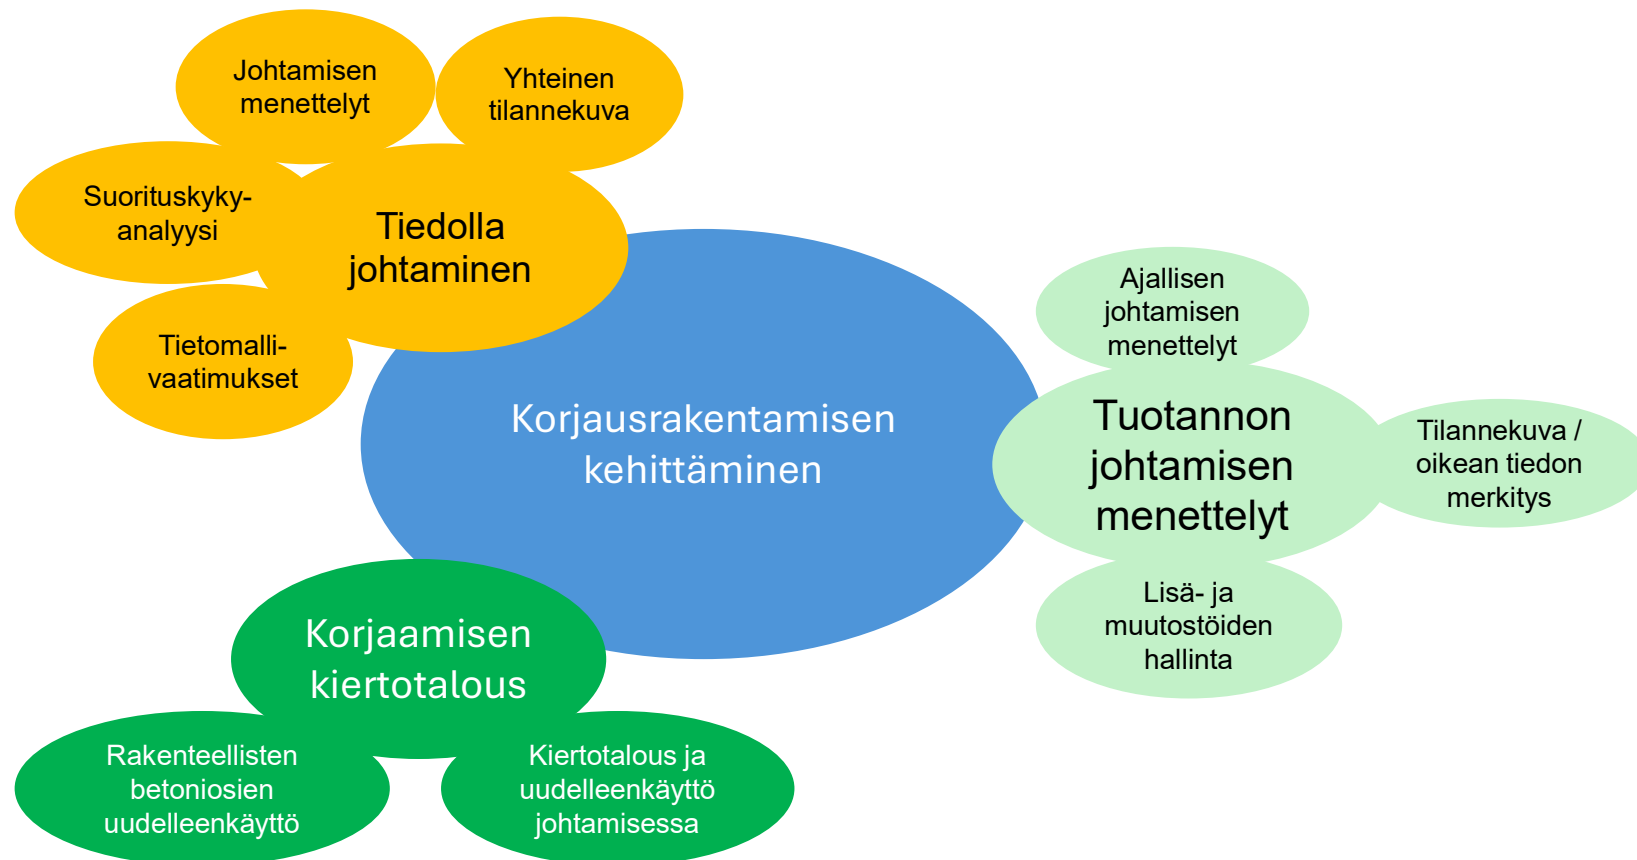 Johtamisen
menettelyt
Yhteinen
tilannekuva
Suorituskyky-
analyysi
Tiedolla
johtaminen
Tietomalli-
vaatimukset
Korjausrakentamisen
kehittäminen
Ajallisen
johtamisen
menettelyt
Tuotannon
johtamisen
menettelyt
Tilannekuva /
oikean tiedon
merkitys
Lisä- ja
muutostöiden
hallinta
Korjaamisen
kiertotalous
Rakenteellisten
betoniosien
uudelleenkäyttö
Kiertotalous ja
uudelleenkäyttö
johtamisessa